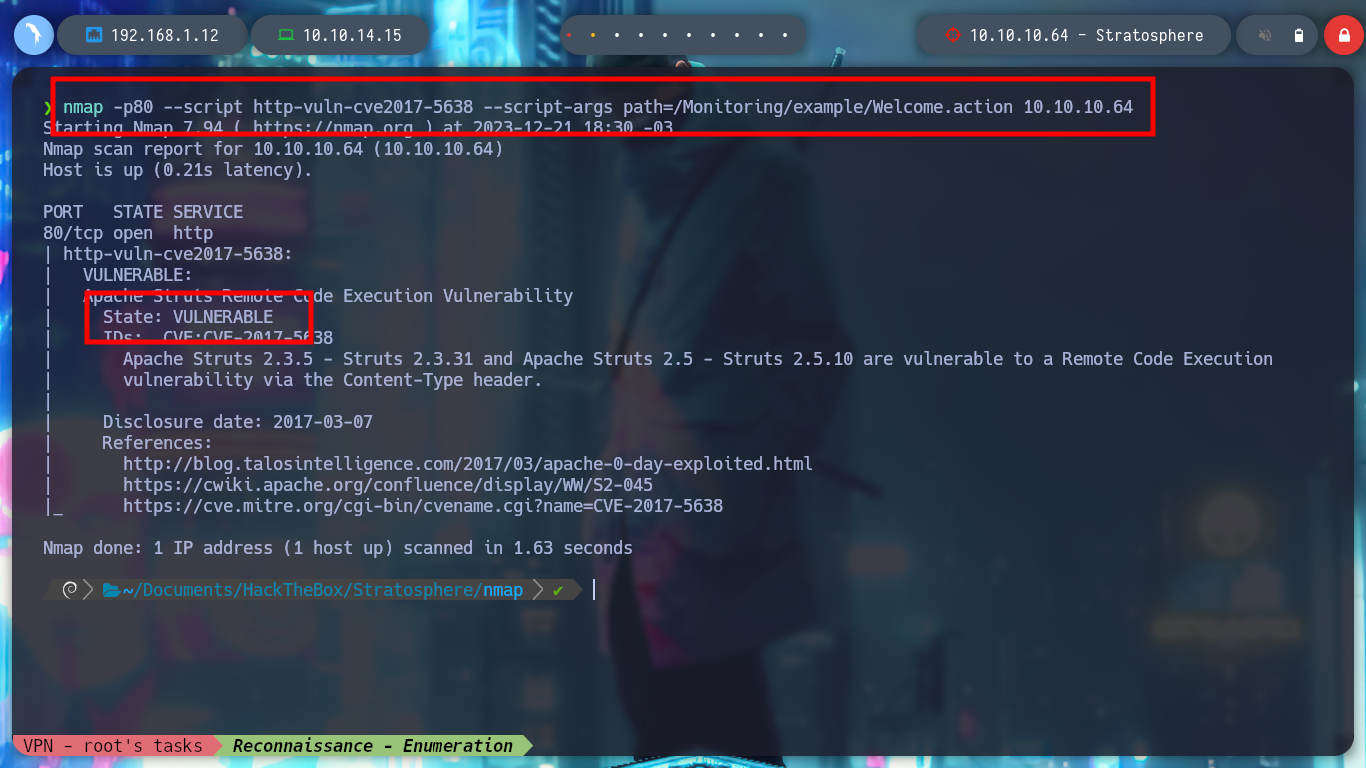 192.168.1.12
10.10.14.15
10.10.10.64 - Stratosphere
❯ nmap -p80 --script http-vuln-cve2017-5638 --script-args path=/Monitoring/example/Welcome.action 10.10.10.64
Starting Nmap 7.94 ( https://nmap.org ) at 2023-12-21 18:30 -03
Nmap scan report for 10.10.10.64 (10.10.10.64)
Host is up (0.21s latency).
PORT   STATE SERVICE
80/tcp open  http
| http-vuln-cve2017-5638:
|   VULNERABLE:
|   Apache Struts Remote Code Execution Vulnerability
|     State: VULNERABLE
|     IDs:  CVE:CVE-2017-5638
|       Apache Struts 2.3.5 - Struts 2.3.31 and Apache Struts 2.5 - Struts 2.5.10 are vulnerable to a Remote Code Execution
|       vulnerability via the Content-Type header.
|
|     Disclosure date: 2017-03-07
|     References:
|       http://blog.talosintelligence.com/2017/03/apache-0-day-exploited.html
|       https://cwiki.apache.org/confluence/display/WW/S2-045
|_      https://cve.mitre.org/cgi-bin/cvename.cgi?name=CVE-2017-5638
Nmap done: 1 IP address (1 host up) scanned in 1.63 seconds
~/Documents/HackTheBox/Stratosphere/nmap ✔
VPN - root's tasks
Reconnaissance - Enumeration